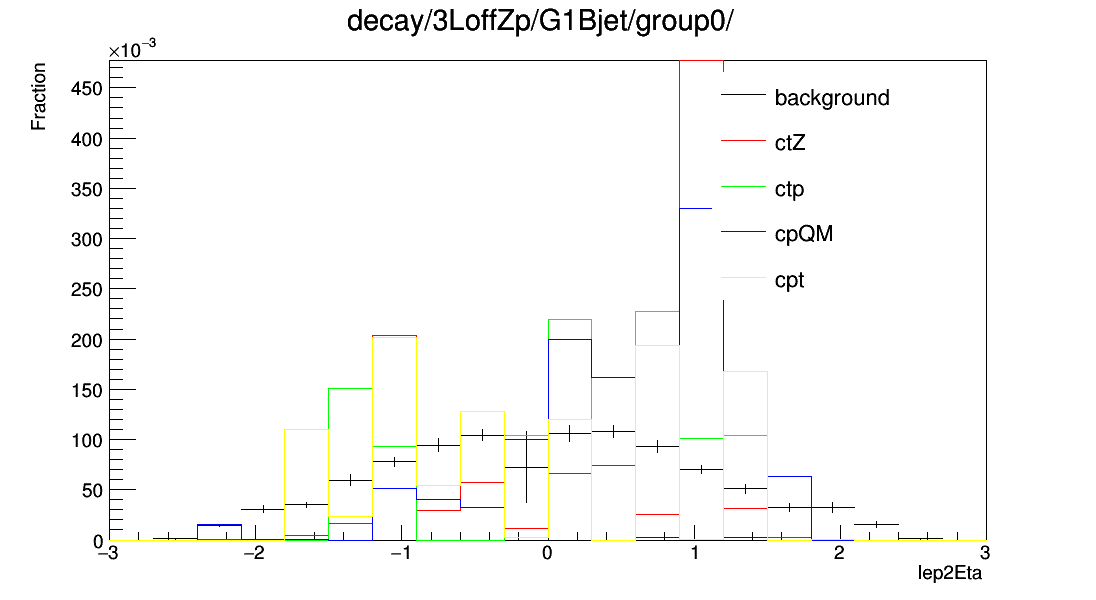 decay/3LoffZp/G1Bjet/group0/
×10⁻³
Fraction
450
400
350
300
250
200
150
100
50
0
background
ctZ
ctp
cpQM
cpt
−3 −2 −1 0 1 2 3
lep2Eta